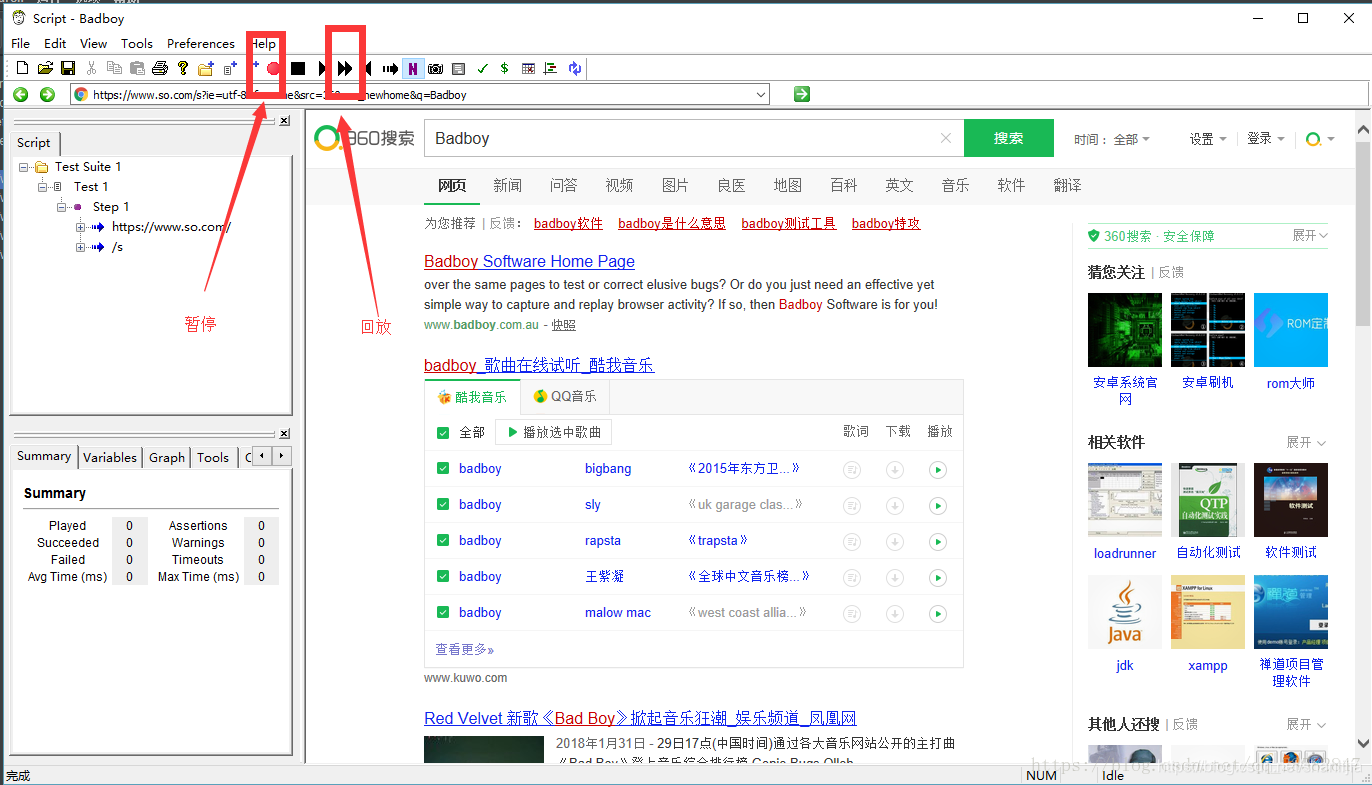 Script - Badboy
File Edit View Tools Preferences Help
https://www.so.com/s?ie=utf-8
newhome&q=Badboy
Script
Test Suite 1
Test 1
Step 1
https://www.so.com/
/s
暂停
回放
Summary Variables Graph Tools
Summary
Played 0 Assertions 0
Succeeded 0 Warnings 0
Failed 0 Timeouts 0
Avg Time (ms) 0 Max Time (ms) 0
360搜索 Badboy 搜索 时间： 全部 设置 登录
网页 新闻 问答 视频 图片 良医 地图 百科 英文 音乐 软件 翻译
为您推荐 | 反馈： badboy软件 badboy是什么意思 badboy测试工具 badboy特攻
Badboy Software Home Page
over the same pages to test or correct elusive bugs? Or do you just need an effective yet
simple way to capture and replay browser activity? If so, then Badboy Software is for you!
www.badboy.com.au - 快照
badboy_歌曲在线试听_酷我音乐
酷我音乐 QQ音乐
全部 播放选中歌曲 歌词 下载 播放
badboy bigbang 《2015年东方卫...》
badboy sly 《uk garage clas...》
badboy rapsta 《trapsta》
badboy 王紫凝 《全球中文音乐榜...》
badboy malow mac 《west coast allia...》
查看更多»
www.kuwo.com
Red Velvet 新歌《Bad Boy》掀起音乐狂潮_娱乐频道_凤凰网
2018年1月31日 - 29日17点(中国时间)通过各大音乐网站公开的主打曲
《Bad Boy》登上音乐综合排行榜 Genie Bugs Olleh
360搜索 · 安全保障 展开
猜您关注 | 反馈
ROM定制
安卓系统官网
安卓刷机
rom大师
相关软件 展开
QTP
自动化测试实践
软件测试
loadrunner
自动化测试
软件测试
Java
XAMPP for Linux
jdk
xampp
禅道项目管理软件
其他人还搜 | 反馈 展开
完成 NUM Idle